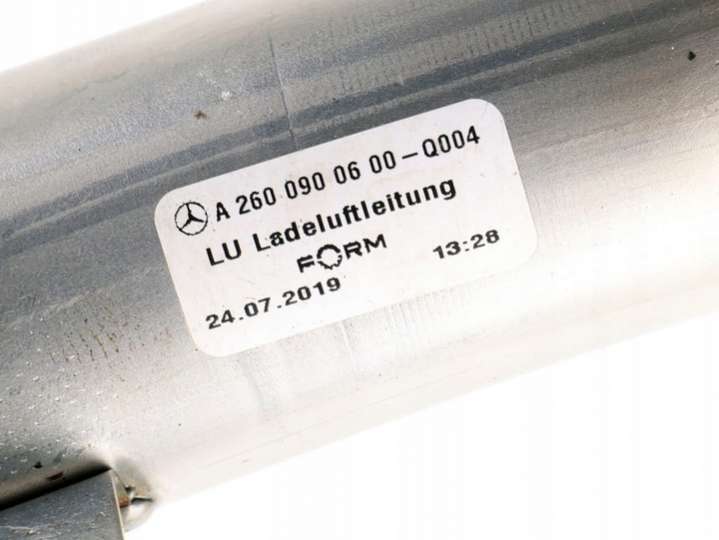 A 260 090 06 00-Q004
LU Ladeluftleitung
FORM
24.07.2019 13:28